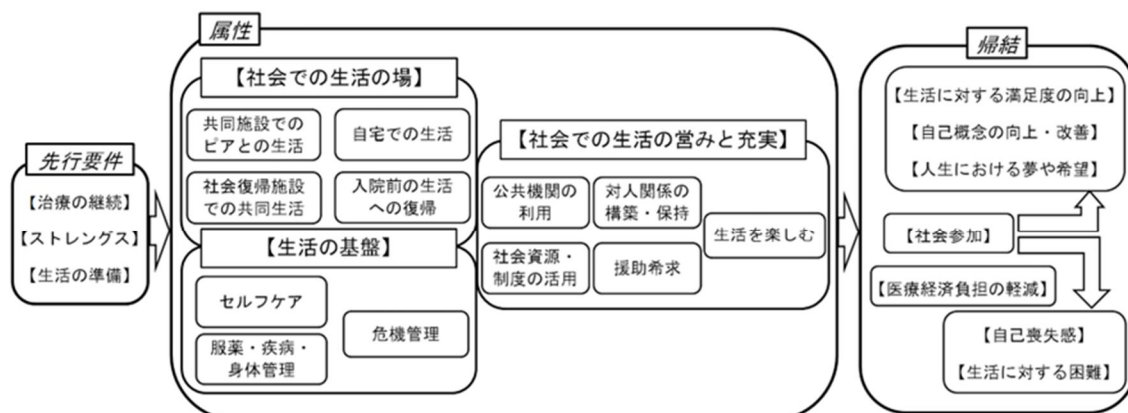 先行要件
【治療の継続】
【ストレングス】
【生活の準備】
属性
【社会での生活の場】
共同施設での
ピアとの生活
自宅での生活
社会復帰施設
での共同生活
入院前の生活
への復帰
【生活の基盤】
セルフケア
服薬・疾病・
身体管理
危機管理
【社会での生活の営みと充実】
公共機関の
利用
対人関係の
構築・保持
社会資源・
制度の活用
援助希求
生活を楽しむ
帰結
【生活に対する満足度の向上】
【自己概念の向上・改善】
【人生における夢や希望】
【社会参加】
【医療経済負担の軽減】
【自己喪失感】
【生活に対する困難】